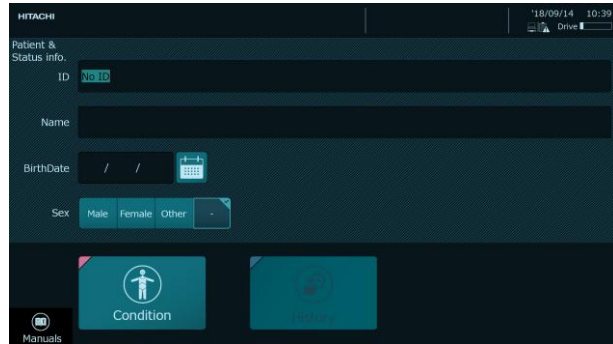 HITACHI
'18/09/14 10:39
Drive
Patient &
Status info.
ID No ID
Name
BirthDate / /
Sex Male Female Other -
Condition History
Manuals